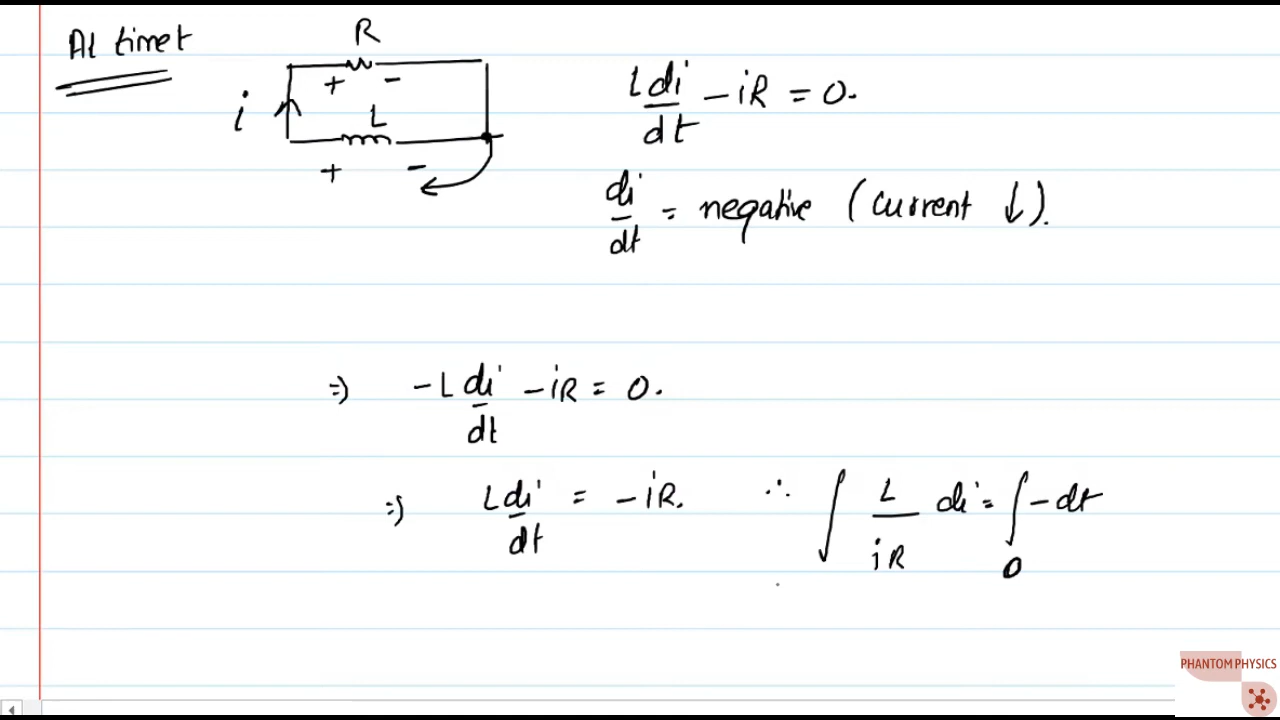 At time t
R
+ -
i
L
+ -
L di/dt - iR = 0.
di/dt = negative (current ↓).
⇒ -L di/dt - iR = 0.
⇒ L di/dt = -iR. ∴ ∫ L/iR di = ∫₀ -dt
PHANTOM PHYSICS